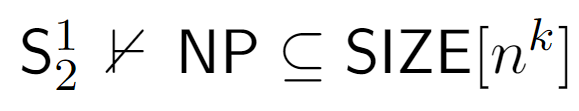 S^1_2 ⊬ NP ⊆ SIZE[n^k]